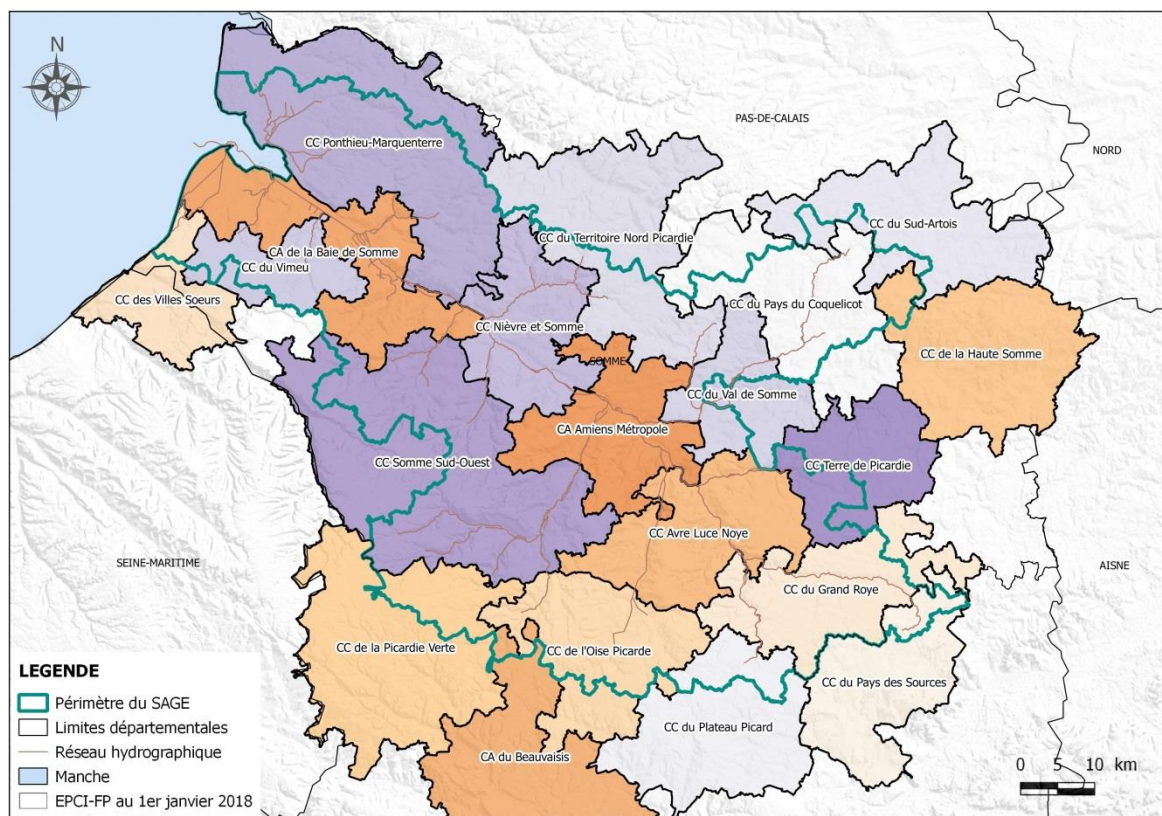 N
PAS-DE-CALAIS
NORD
CC Ponthieu-Marquenterre
CC du Sud-Artois
CC du Territoire Nord Picardie
CA de la Baie de Somme
CC du Vimeu
CC des Villes Soeurs
CC du Pays du Coquelicot
CC Nièvre et Somme
CC de la Haute Somme
SOMME
CC du Val de Somme
CA Amiens Métropole
CC Somme Sud-Ouest
CC Terre de Picardie
CC Avre Luce Noye
SEINE-MARITIME
AISNE
CC du Grand Roye
CC de la Picardie Verte
CC de l'Oise Picarde
CC du Pays des Sources
CC du Plateau Picard
CA du Beauvaisis
LEGENDE
Périmètre du SAGE
Limites départementales
Réseau hydrographique
Manche
EPCI-FP au 1er janvier 2018
0 5 10 km